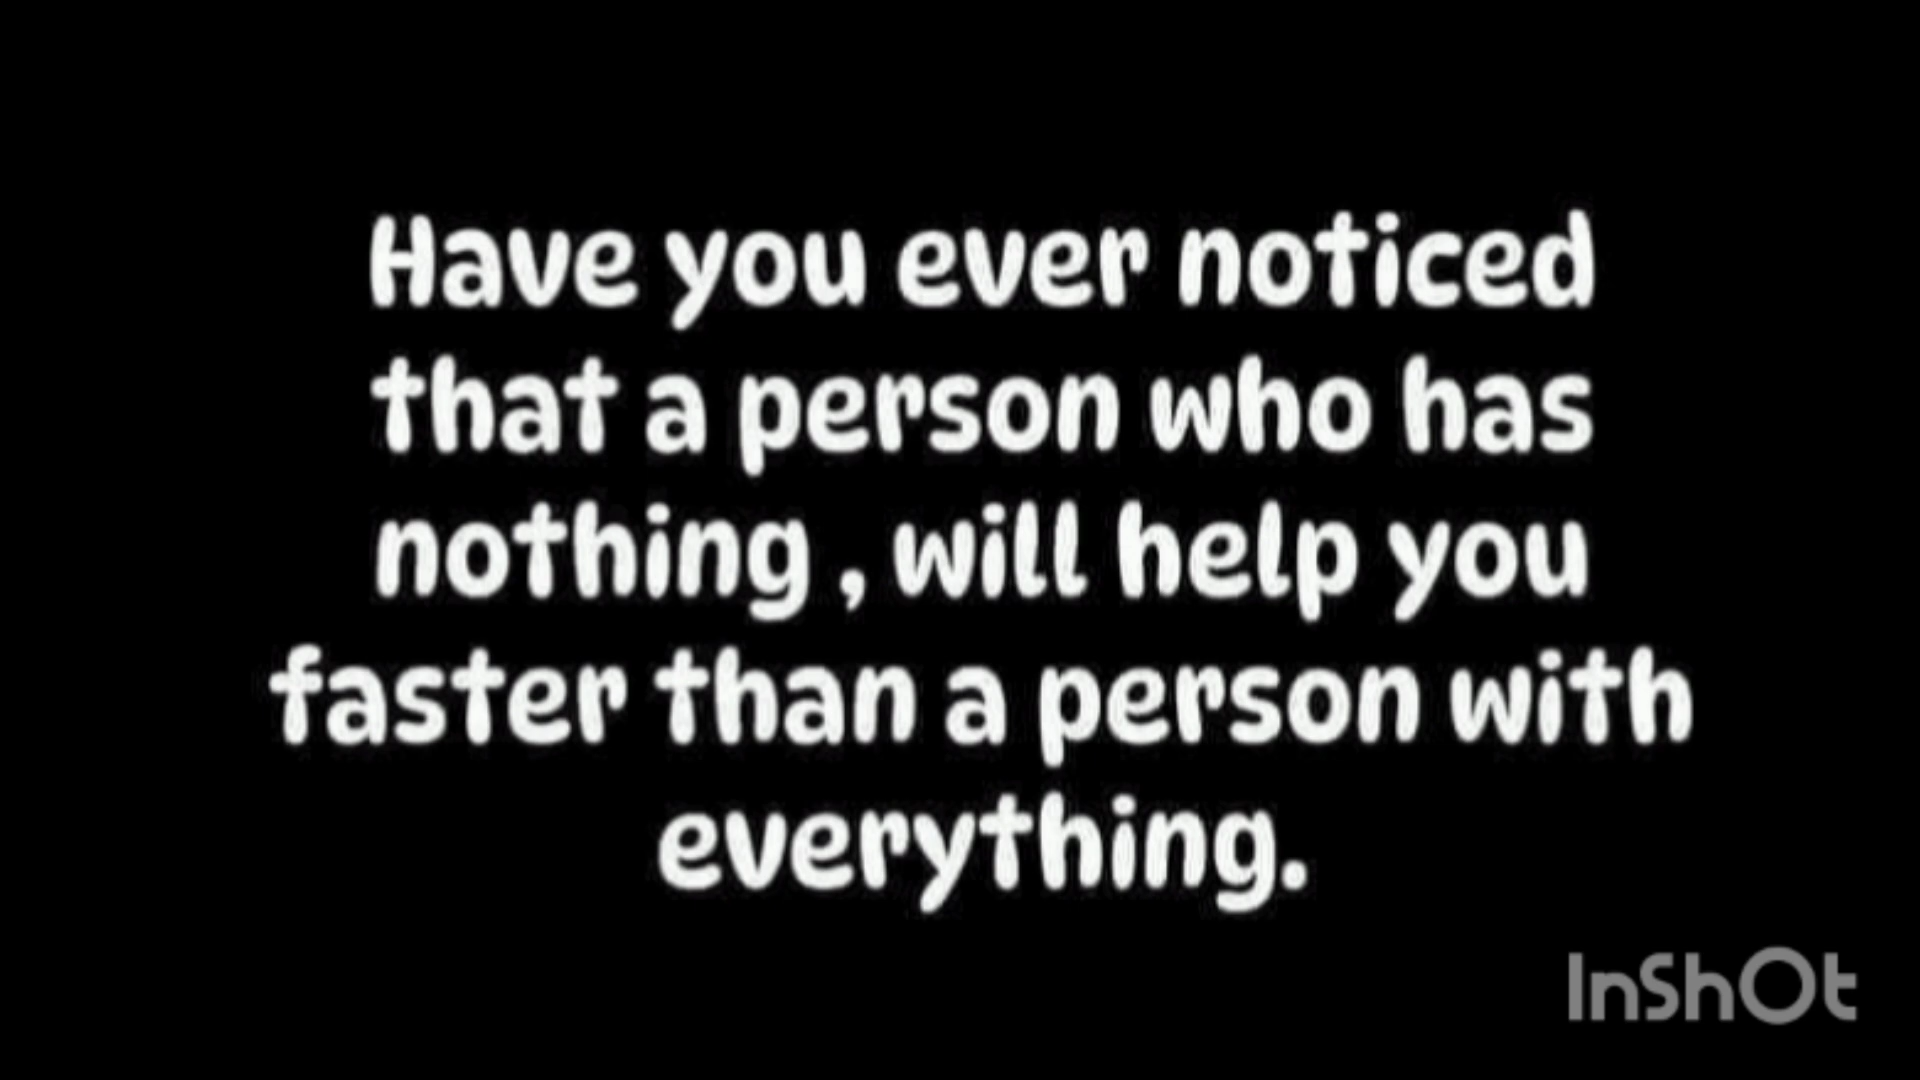 Have you ever noticed
that a person who has
nothing , will help you
faster than a person with
everything.
InShOt